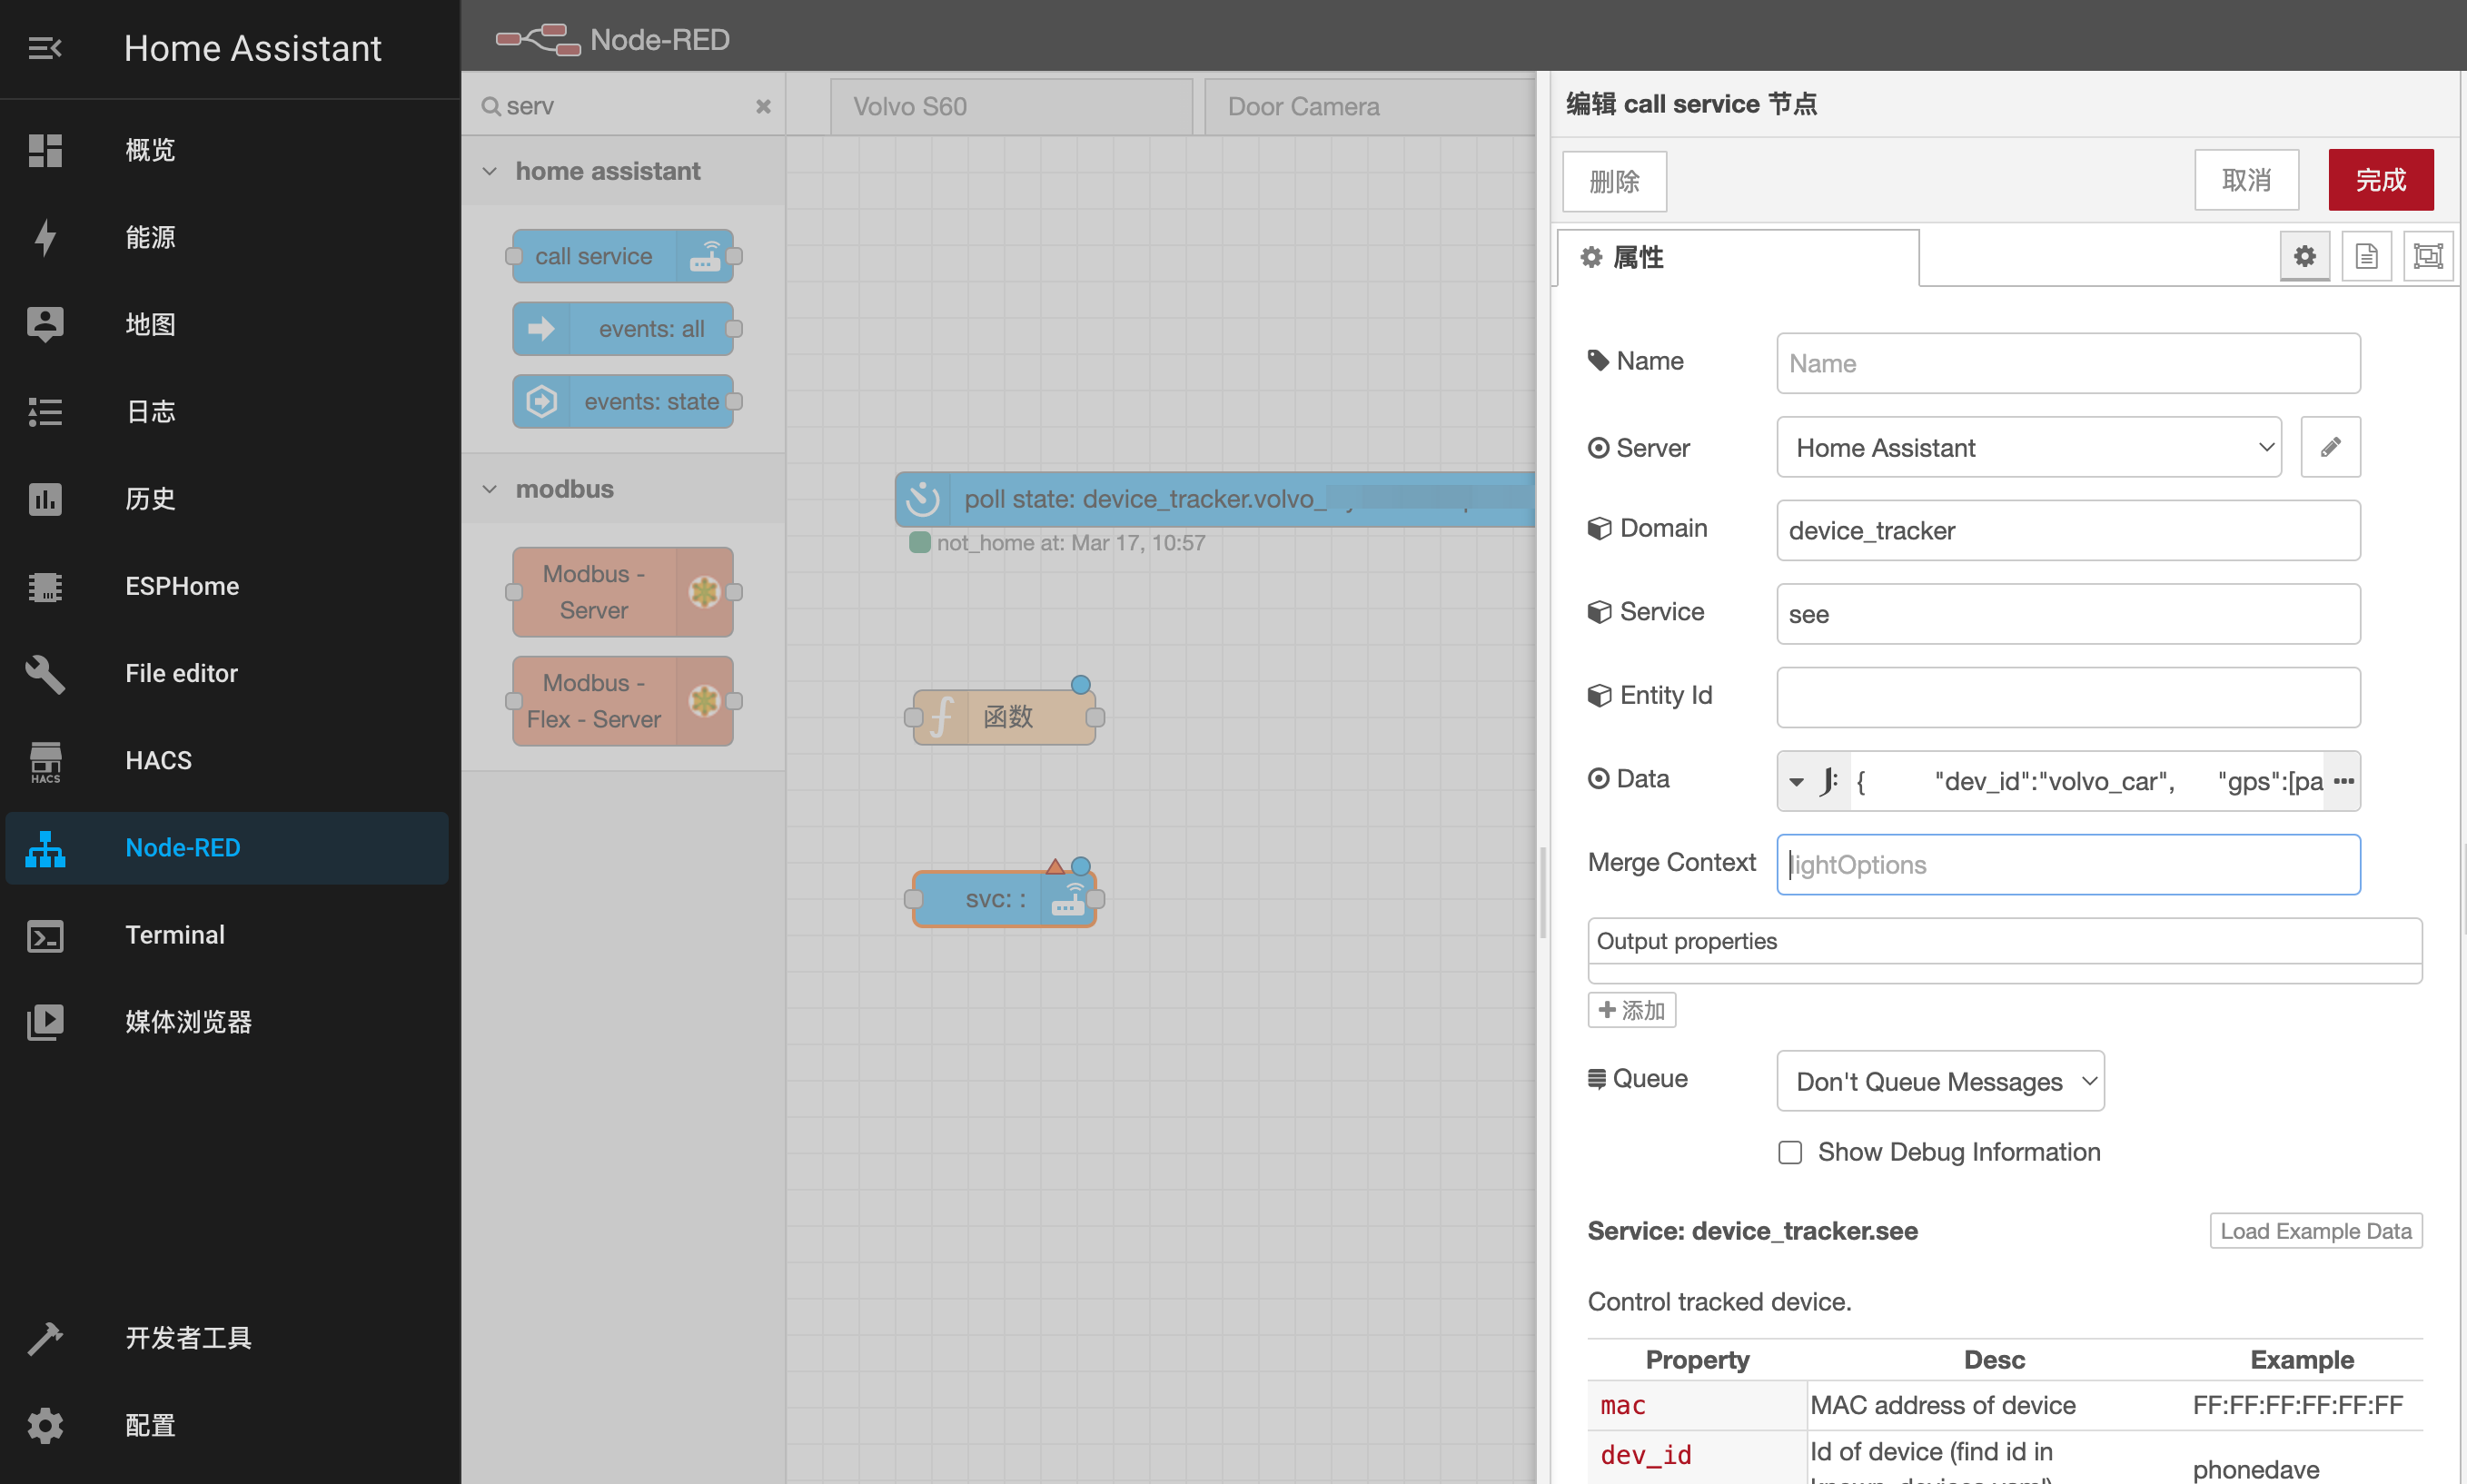 Home Assistant
概览
能源
地图
日志
历史
ESPHome
File editor
HACS
HACS
Node-RED
Terminal
媒体浏览器
开发者工具
配置
Node-RED
serv
home assistant
call service
events: all
events: state
modbus
Modbus -
Server
Modbus -
Flex - Server
Volvo S60
Door Camera
poll state: device_tracker.volvo_
not_home at: Mar 17, 10:57
函数
svc: :
编辑 call service 节点
删除
取消
完成
属性
Name
Name
Server
Home Assistant
Domain
device_tracker
Service
see
Entity Id
Data
J: { "dev_id":"volvo_car", "gps":[pa
Merge Context
lightOptions
Output properties
添加
Queue
Don't Queue Messages
Show Debug Information
Service: device_tracker.see
Load Example Data
Control tracked device.
Property Desc Example
mac MAC address of device FF:FF:FF:FF:FF:FF
dev_id Id of device (find id in
phonedave